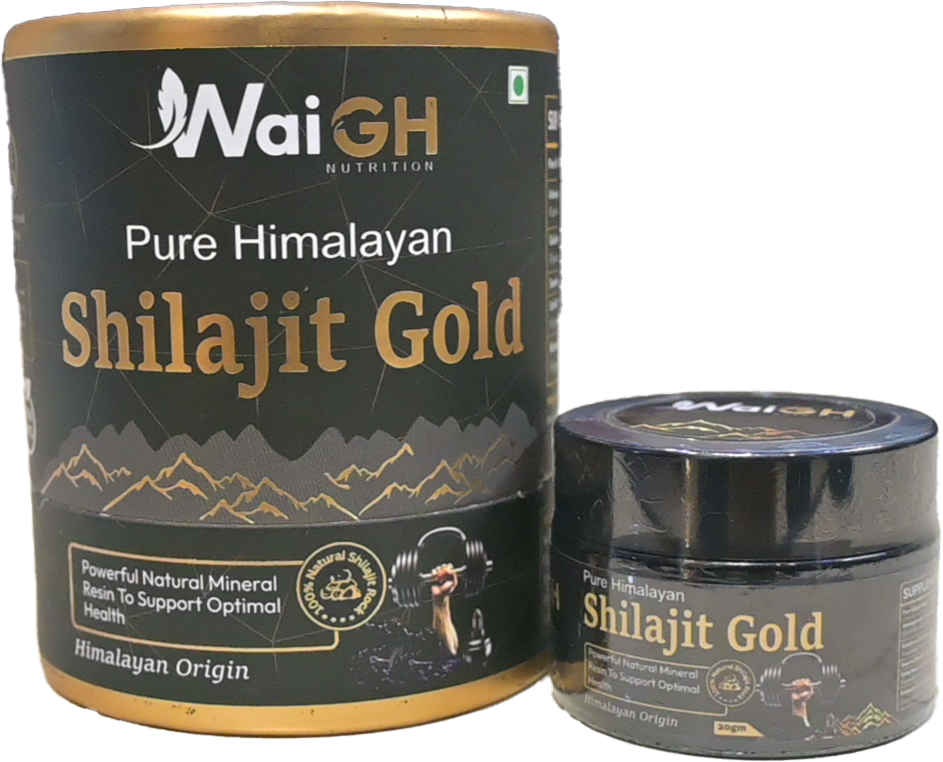 WaiGH
NUTRITION
Pure Himalayan
Shilajit Gold
Powerful Natural Mineral
Resin To Support Optimal
Health
100% Natural Shilajit Rock
Himalayan Origin
WaiGH
Pure Himalayan
Shilajit Gold
Powerful Natural Mineral
Resin To Support Optimal
Health
Himalayan Origin
20gm